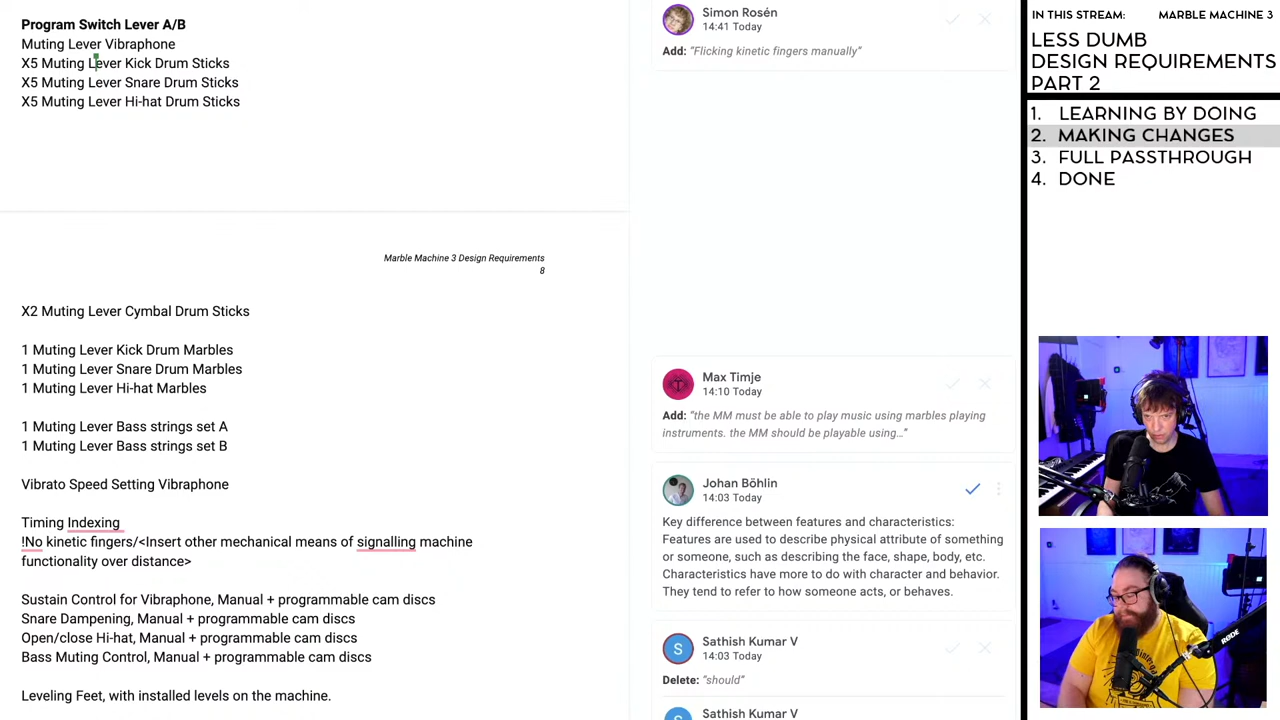 Program Switch Lever A/B
Muting Lever Vibraphone
X5 Muting Lever Kick Drum Sticks
X5 Muting Lever Snare Drum Sticks
X5 Muting Lever Hi-hat Drum Sticks
Marble Machine 3 Design Requirements
8
X2 Muting Lever Cymbal Drum Sticks
1 Muting Lever Kick Drum Marbles
1 Muting Lever Snare Drum Marbles
1 Muting Lever Hi-hat Marbles
1 Muting Lever Bass strings set A
1 Muting Lever Bass strings set B
Vibrato Speed Setting Vibraphone
Timing Indexing
!No kinetic fingers/<Insert other mechanical means of signalling machine
functionality over distance>
Sustain Control for Vibraphone, Manual + programmable cam discs
Snare Dampening, Manual + programmable cam discs
Open/close Hi-hat, Manual + programmable cam discs
Bass Muting Control, Manual + programmable cam discs
Leveling Feet, with installed levels on the machine.
Simon Rosén
14:41 Today
Add: “Flicking kinetic fingers manually”
Max Timje
14:10 Today
Add: “the MM must be able to play music using marbles playing
instruments. the MM should be playable using…”
Johan Böhlin
14:03 Today
Key difference between features and characteristics:
Features are used to describe physical attribute of something
or someone, such as describing the face, shape, body, etc.
Characteristics have more to do with character and behavior.
They tend to refer to how someone acts, or behaves.
S
Sathish Kumar V
14:03 Today
Delete: “should”
Sathish Kumar V
IN THIS STREAM: MARBLE MACHINE 3
LESS DUMB
DESIGN REQUIREMENTS
PART 2
1. LEARNING BY DOING
2. MAKING CHANGES
3. FULL PASSTHROUGH
4. DONE
RØDE